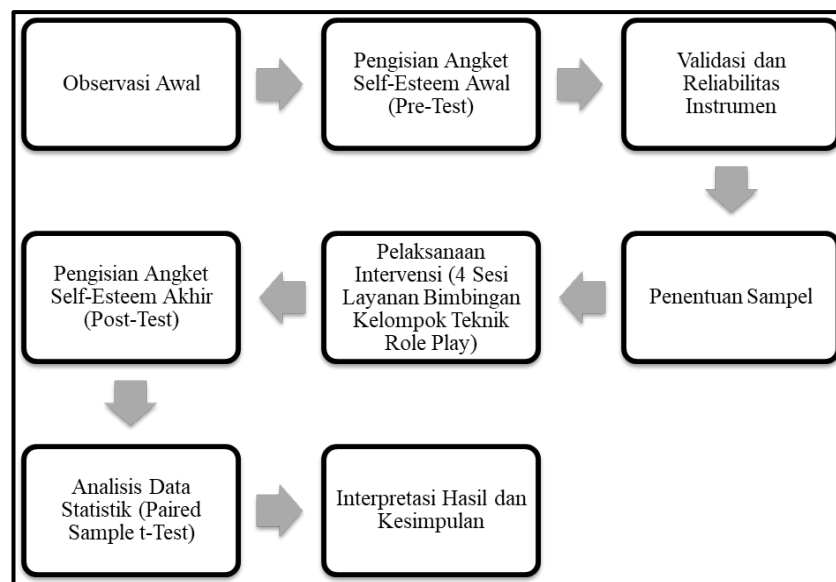 Observasi Awal
Pengisian Angket
Self-Esteem Awal
(Pre-Test)
Validasi dan
Reliabilitas
Instrumen
Penentuan Sampel
Pelaksanaan
Intervensi (4 Sesi
Layanan Bimbingan
Kelompok Teknik
Role Play)
Pengisian Angket
Self-Esteem Akhir
(Post-Test)
Analisis Data
Statistik (Paired
Sample t-Test)
Interpretasi Hasil dan
Kesimpulan